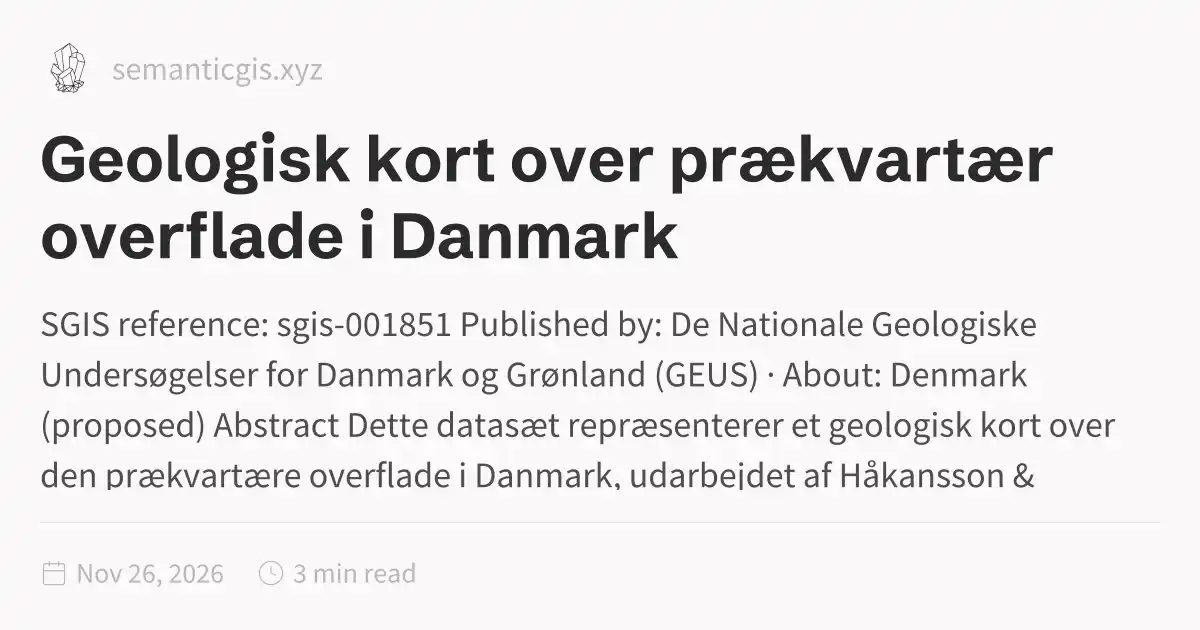 semanticgis.xyz
Geologisk kort over prækvartær
overflade i Danmark
SGIS reference: sgis-001851 Published by: De Nationale Geologiske
Undersøgelser for Danmark og Grønland (GEUS) · About: Denmark
(proposed) Abstract Dette datasæt repræsenterer et geologisk kort over
den prækvartære overflade i Danmark, udarbejdet af Håkansson &
Nov 26, 2026
3 min read